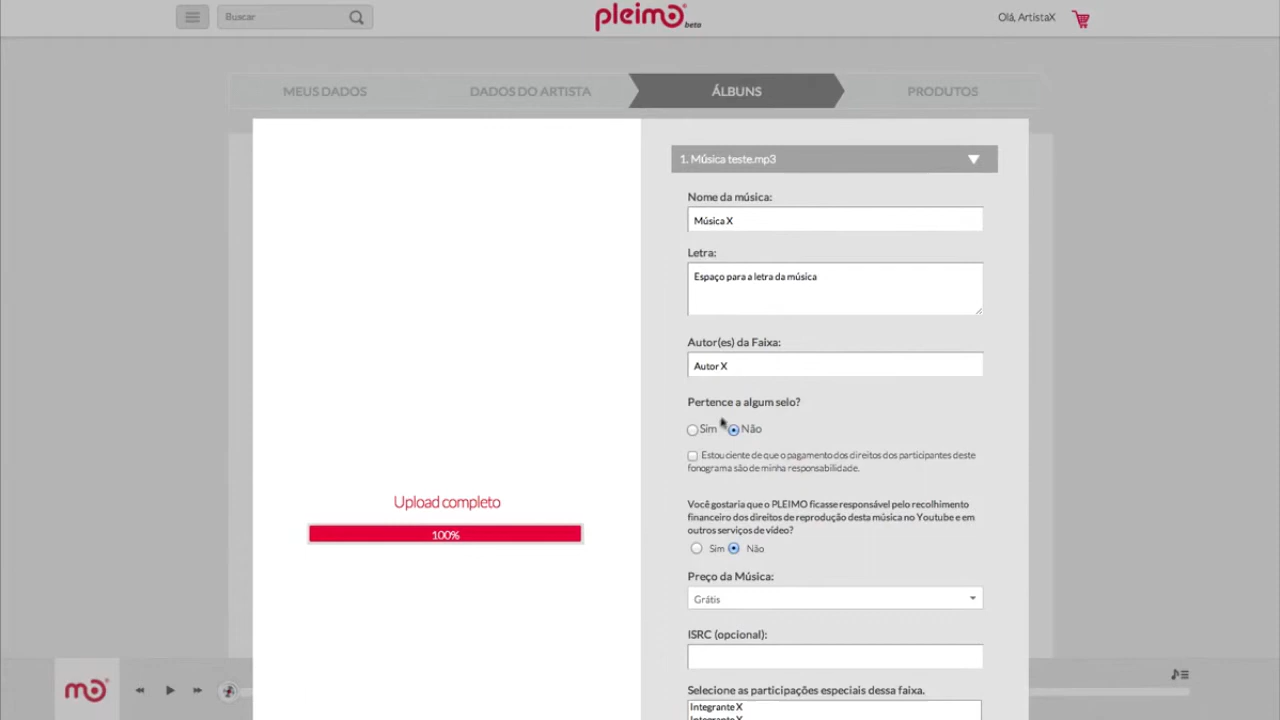 Buscar
pleimo
beta
Olá, ArtistaX
MEUS DADOS
DADOS DO ARTISTA
ÁLBUNS
PRODUTOS
1. Música teste.mp3
Nome da música:
Música X
Letra:
Espaço para a letra da música
Autor(es) da Faixa:
Autor X
Pertence a algum selo?
Sim Não
Estou ciente de que o pagamento dos direitos dos participantes deste
fonograma são de minha responsabilidade.
Você gostaria que o PLEIMO ficasse responsável pelo recolhimento
financeiro dos direitos de reprodução desta música no Youtube e em
outros serviços de vídeo?
Sim Não
Preço da Música:
Grátis
ISRC (opcional):
Selecione as participações especiais dessa faixa.
Integrante X
Integrante X
Upload completo
100%
mo